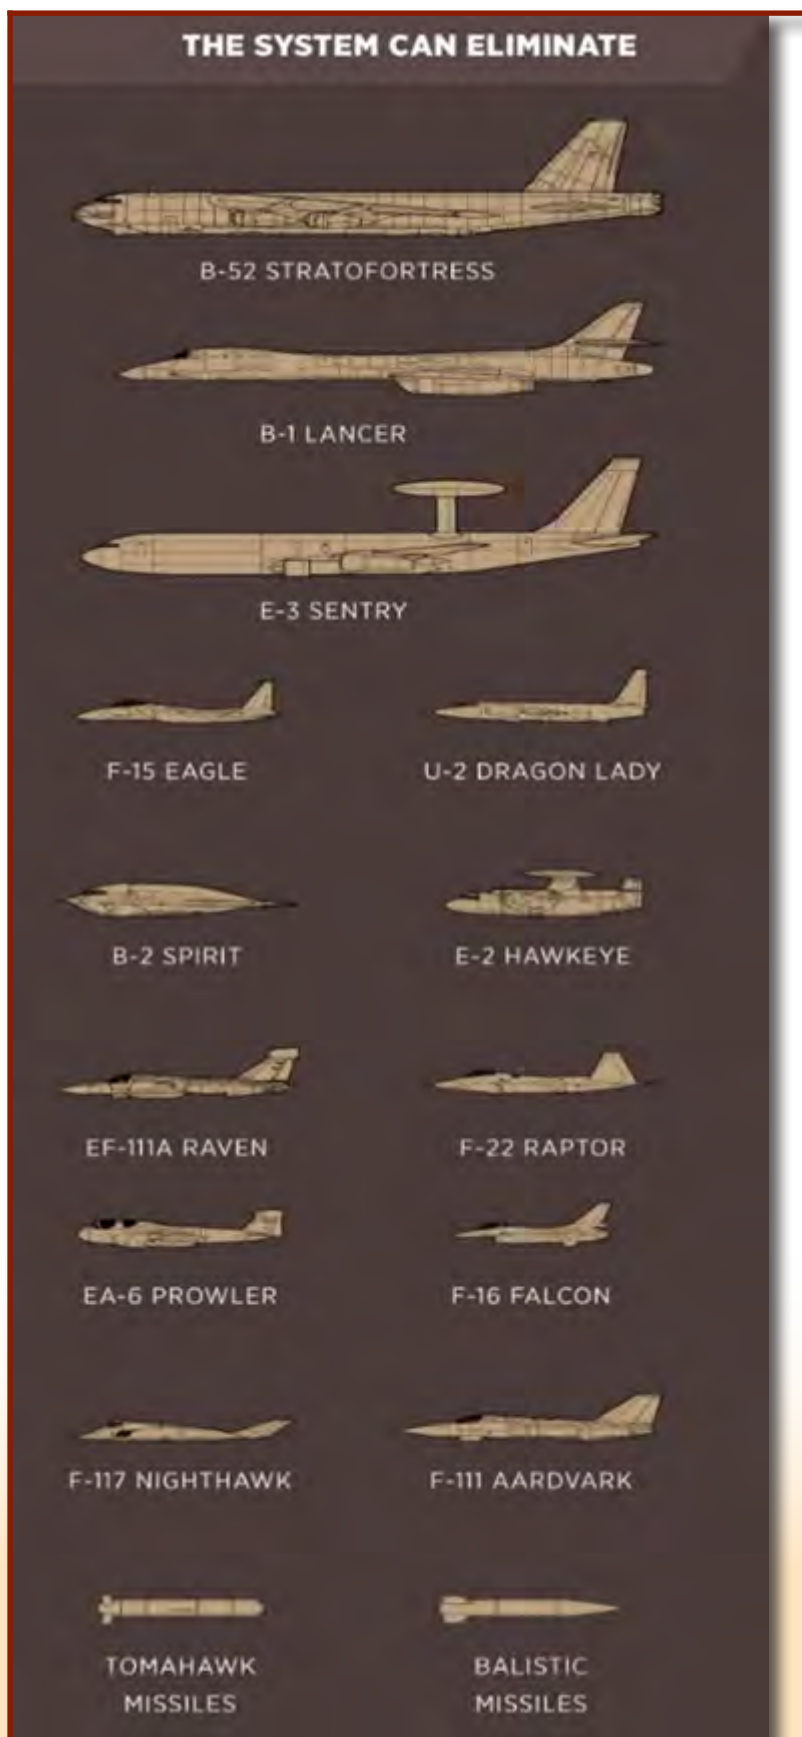 THE SYSTEM CAN ELIMINATE
B-52 STRATOFORTRESS
B-1 LANCER
E-3 SENTRY
F-15 EAGLE
U-2 DRAGON LADY
B-2 SPIRIT
E-2 HAWKEYE
EF-111A RAVEN
F-22 RAPTOR
EA-6 PROWLER
F-16 FALCON
F-117 NIGHTHAWK
F-111 AARDVARK
TOMAHAWK
MISSILES
BALISTIC
MISSILES